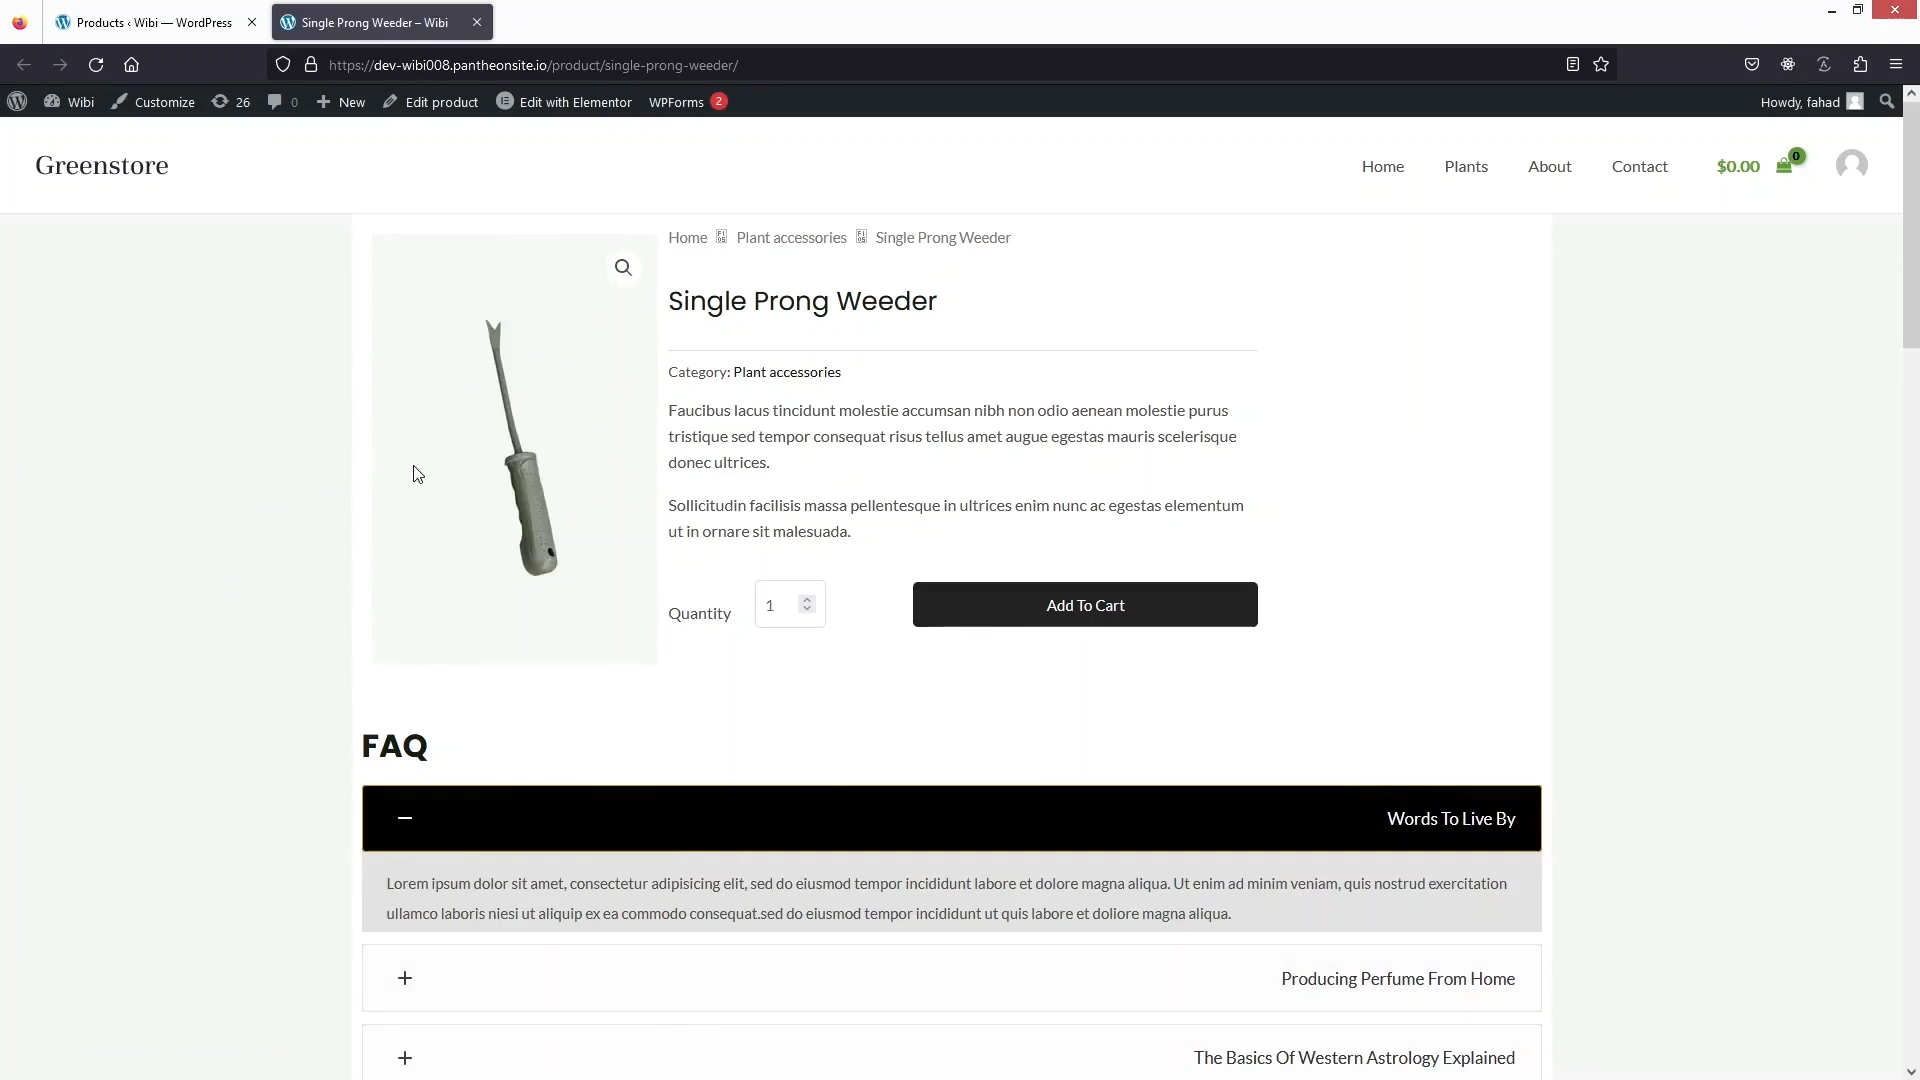 Products ‹ Wibi — WordPress
Single Prong Weeder – Wibi
https://dev-wibi008.pantheonsite.io/product/single-prong-weeder/
Wibi
Customize
26
0
New
Edit product
Edit with Elementor
WPForms 2
Howdy, fahad
Greenstore
Home
Plants
About
Contact
$0.00
0
Home
Plant accessories
Single Prong Weeder
Single Prong Weeder
Category: Plant accessories
Faucibus lacus tincidunt molestie accumsan nibh non odio aenean molestie purus
tristique sed tempor consequat risus tellus amet augue egestas mauris scelerisque
donec ultrices.
Sollicitudin facilisis massa pellentesque in ultrices enim nunc ac egestas elementum
ut in ornare sit malesuada.
Quantity
1
Add To Cart
FAQ
Words To Live By
Lorem ipsum dolor sit amet, consectetur adipisicing elit, sed do eiusmod tempor incididunt labore et dolore magna aliqua. Ut enim ad minim veniam, quis nostrud exercitation
ullamco laboris niesi ut aliquip ex ea commodo consequat.sed do eiusmod tempor incididunt ut quis labore et doliore magna aliqua.
Producing Perfume From Home
The Basics Of Western Astrology Explained